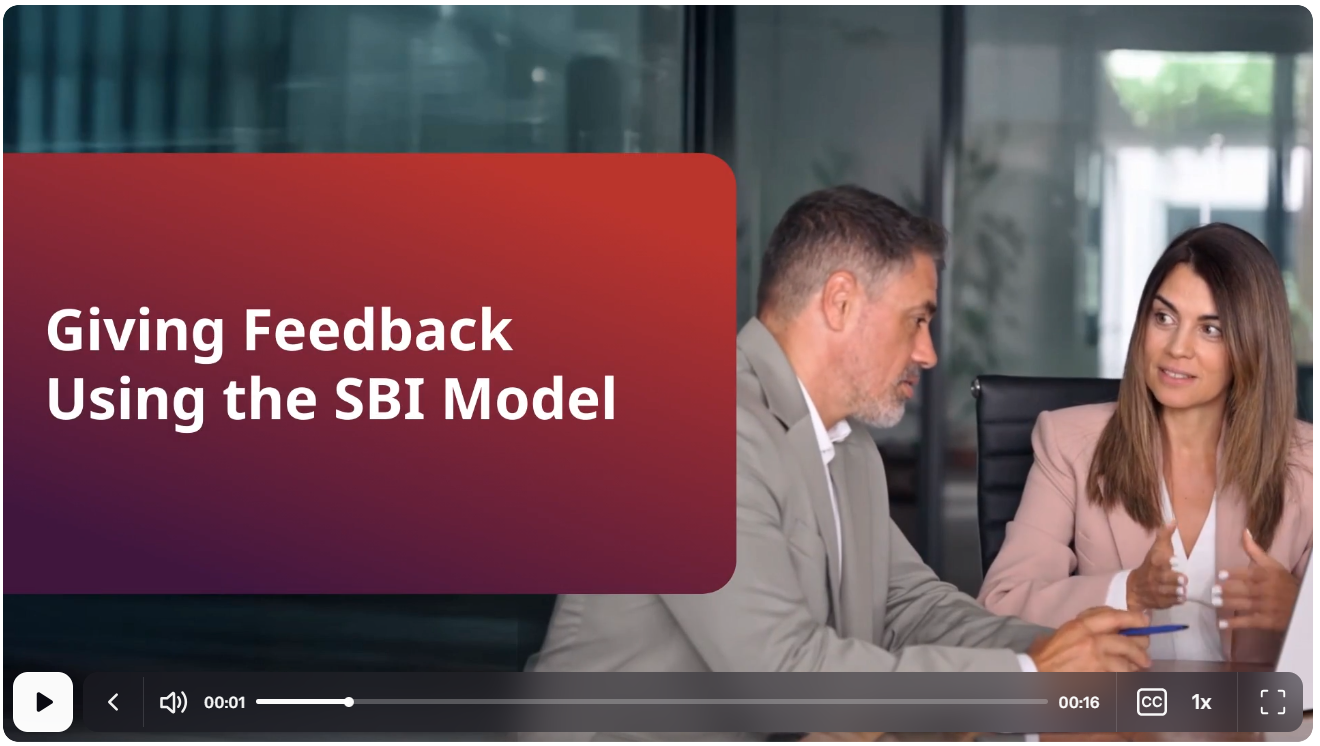 Giving Feedback
Using the SBI Model
00:01
00:16
CC
1x